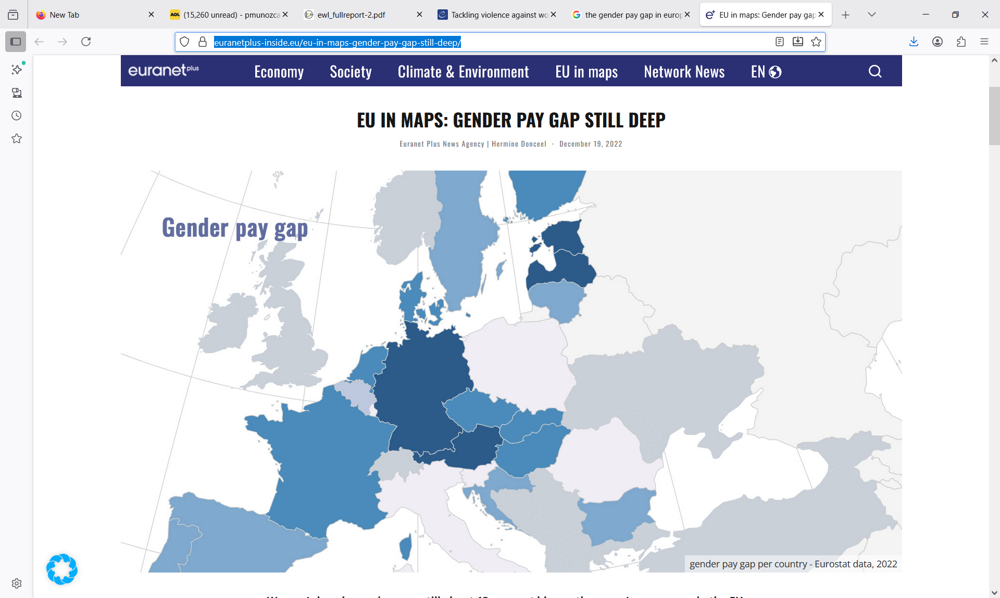 New Tab
AOL (15,260 unread) - pmunozca
ewl_fullreport-2.pdf
Tackling violence against wo
the gender pay gap in europ
EU in maps: Gender pay gap
euranetplus-inside.eu/eu-in-maps-gender-pay-gap-still-deep/
euranet plus
Economy
Society
Climate & Environment
EU in maps
Network News
EN
EU IN MAPS: GENDER PAY GAP STILL DEEP
Euranet Plus News Agency | Hermine Donceel · December 19, 2022
Gender pay gap
gender pay gap per country - Eurostat data, 2022